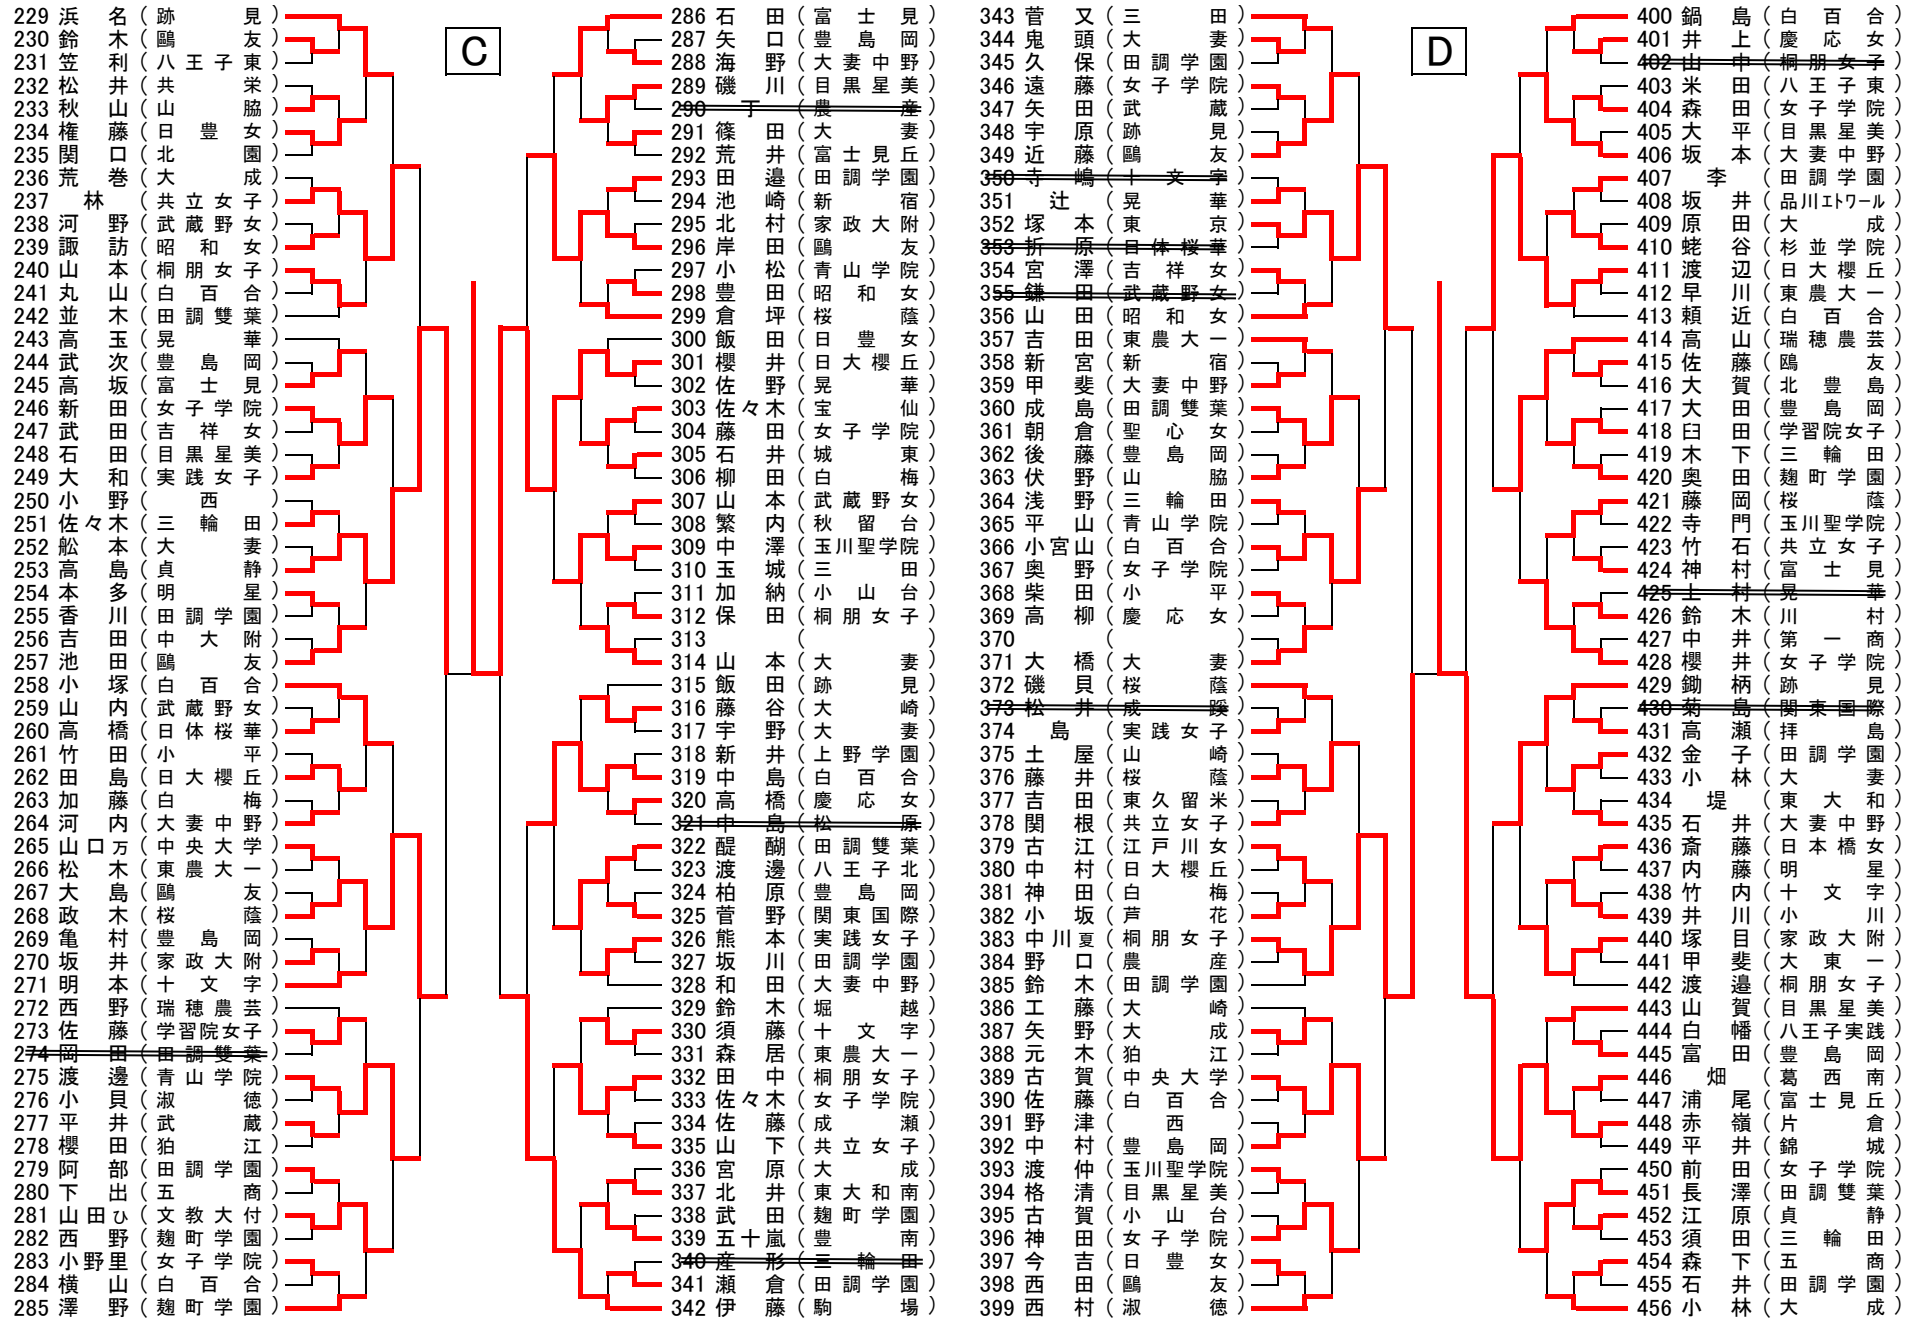 C
D
229 浜名（跡見）
230 鈴木（鷗友）
231 笠利（八王子東）
232 松井（共栄）
233 秋山（山脇）
234 権藤（日豊女）
235 関口（北園）
236 荒巻（大成）
237 林（共立女子）
238 河野（武蔵野女）
239 諏訪（昭和女）
240 山本（桐朋女子）
241 丸山（白百合）
242 並木（田調雙葉）
243 高玉（晃華）
244 武次（豊島岡）
245 高坂（富士見）
246 新田（女子学院）
247 武田（吉祥女）
248 石田（目黒星美）
249 大和（実践女子）
250 小野（西）
251 佐々木（三輪田）
252 舩本（大妻）
253 高島（貞静）
254 本多（明星）
255 香川（田調学園）
256 吉田（中大附）
257 池田（鷗友）
258 小塚（白百合）
259 山内（武蔵野女）
260 高橋（日体桜華）
261 竹田（小平）
262 田島（日大櫻丘）
263 加藤（白梅）
264 河内（大妻中野）
265 山口万（中央大学）
266 松木（東農大一）
267 大島（鷗友）
268 政木（桜蔭）
269 亀村（豊島岡）
270 坂井（家政大附）
271 明本（十文字）
272 西野（瑞穂農芸）
273 佐藤（学習院女子）
274 岡田（田調雙葉）
275 渡邊（青山学院）
276 小貝（淑徳）
277 平井（武蔵）
278 櫻田（狛江）
279 阿部（田調学園）
280 下出（五商）
281 山田ひ（文教大付）
282 西野（麹町学園）
283 小野里（女子学院）
284 横山（白百合）
285 澤野（麹町学園）
286 石田（富士見）
287 矢口（豊島岡）
288 海野（大妻中野）
289 磯川（目黒星美）
290 于（農産）
291 篠田（大妻）
292 荒井（富士見丘）
293 田邉（田調学園）
294 池崎（新宿）
295 北村（家政大附）
296 岸田（鷗友）
297 小松（青山学院）
298 豊田（昭和女）
299 倉坪（桜蔭）
300 飯田（日豊女）
301 櫻井（日大櫻丘）
302 佐野（晃華）
303 佐々木（宝仙）
304 藤田（女子学院）
305 石井（城東）
306 柳田（白梅）
307 山本（武蔵野女）
308 繁内（秋留台）
309 中澤（玉川聖学院）
310 玉城（三田）
311 加納（小山台）
312 保田（桐朋女子）
313（）
314 山本（大妻）
315 飯田（跡見）
316 藤谷（大崎）
317 宇野（大妻）
318 新井（上野学園）
319 中島（白百合）
320 高橋（慶応女）
321 中島（松原）
322 醍醐（田調雙葉）
323 渡邊（八王子北）
324 柏原（豊島岡）
325 菅野（関東国際）
326 熊本（実践女子）
327 坂川（田調学園）
328 和田（大妻中野）
329 鈴木（堀越）
330 須藤（十文字）
331 森居（東農大一）
332 田中（桐朋女子）
333 佐々木（女子学院）
334 佐藤（成瀬）
335 山下（共立女子）
336 宮原（大成）
337 北井（東大和南）
338 武田（麹町学園）
339 五十嵐（豊南）
340 産形（三輪田）
341 瀬倉（田調学園）
342 伊藤（駒場）
343 菅又（三田）
344 鬼頭（大妻）
345 久保（田調学園）
346 遠藤（女子学院）
347 矢田（武蔵）
348 宇原（跡見）
349 近藤（鷗友）
350 寺嶋（十文字）
351 辻（晃華）
352 塚本（東京）
353 折原（日体桜華）
354 宮澤（吉祥女）
355 鎌田（武蔵野女）
356 山田（昭和女）
357 吉田（東農大一）
358 新宮（新宿）
359 甲斐（大妻中野）
360 成島（田調雙葉）
361 朝倉（聖心女）
362 後藤（豊島岡）
363 伏野（山脇）
364 浅野（三輪田）
365 平山（青山学院）
366 小宮山（白百合）
367 奥野（女子学院）
368 柴田（小平）
369 高柳（慶応女）
370（）
371 大橋（大妻）
372 磯貝（桜蔭）
373 松井（成蹊）
374 島（実践女子）
375 土屋（山崎）
376 藤井（桜蔭）
377 吉田（東久留米）
378 関根（共立女子）
379 古江（江戸川女）
380 中村（日大櫻丘）
381 神田（白梅）
382 小坂（芦花）
383 中川夏（桐朋女子）
384 野口（農産）
385 鈴木（田調学園）
386 工藤（大崎）
387 矢野（大成）
388 元木（狛江）
389 古賀（中央大学）
390 佐藤（白百合）
391 野津（西）
392 中村（豊島岡）
393 渡仲（玉川聖学院）
394 格清（目黒星美）
395 古賀（小山台）
396 神田（女子学院）
397 今吉（日豊女）
398 西田（鷗友）
399 西村（淑徳）
400 鍋島（白百合）
401 井上（慶応女）
402 山中（桐朋女子）
403 米田（八王子東）
404 森田（女子学院）
405 大平（目黒星美）
406 坂本（大妻中野）
407 李（田調学園）
408 坂井（品川エトワール）
409 原田（大成）
410 蛯谷（杉並学院）
411 渡辺（日大櫻丘）
412 早川（東農大一）
413 頼近（白百合）
414 高山（瑞穂農芸）
415 佐藤（鴎友）
416 大賀（北豊島）
417 大田（豊島岡）
418 臼田（学習院女子）
419 木下（三輪田）
420 奥田（麹町学園）
421 藤岡（桜蔭）
422 寺門（玉川聖学院）
423 竹石（共立女子）
424 神村（富士見）
425 上村（晃華）
426 鈴木（川村）
427 中井（第一商）
428 櫻井（女子学院）
429 鋤柄（跡見）
430 菊島（関東国際）
431 高瀬（拝島）
432 金子（田調学園）
433 小林（大妻）
434 堤（東大和）
435 石井（大妻中野）
436 斎藤（日本橋女）
437 内藤（明星）
438 竹内（十文字）
439 井川（小川）
440 塚目（家政大附）
441 甲斐（大東一）
442 渡邉（桐朋女子）
443 山賀（目黒星美）
444 白幡（八王子実践）
445 富田（豊島岡）
446 畑（葛西南）
447 浦尾（富士見丘）
448 赤嶺（片倉）
449 平井（錦城）
450 前田（女子学院）
451 長澤（田調雙葉）
452 江原（貞静）
453 須田（三輪田）
454 森下（五商）
455 石井（田調学園）
456 小林（大成）